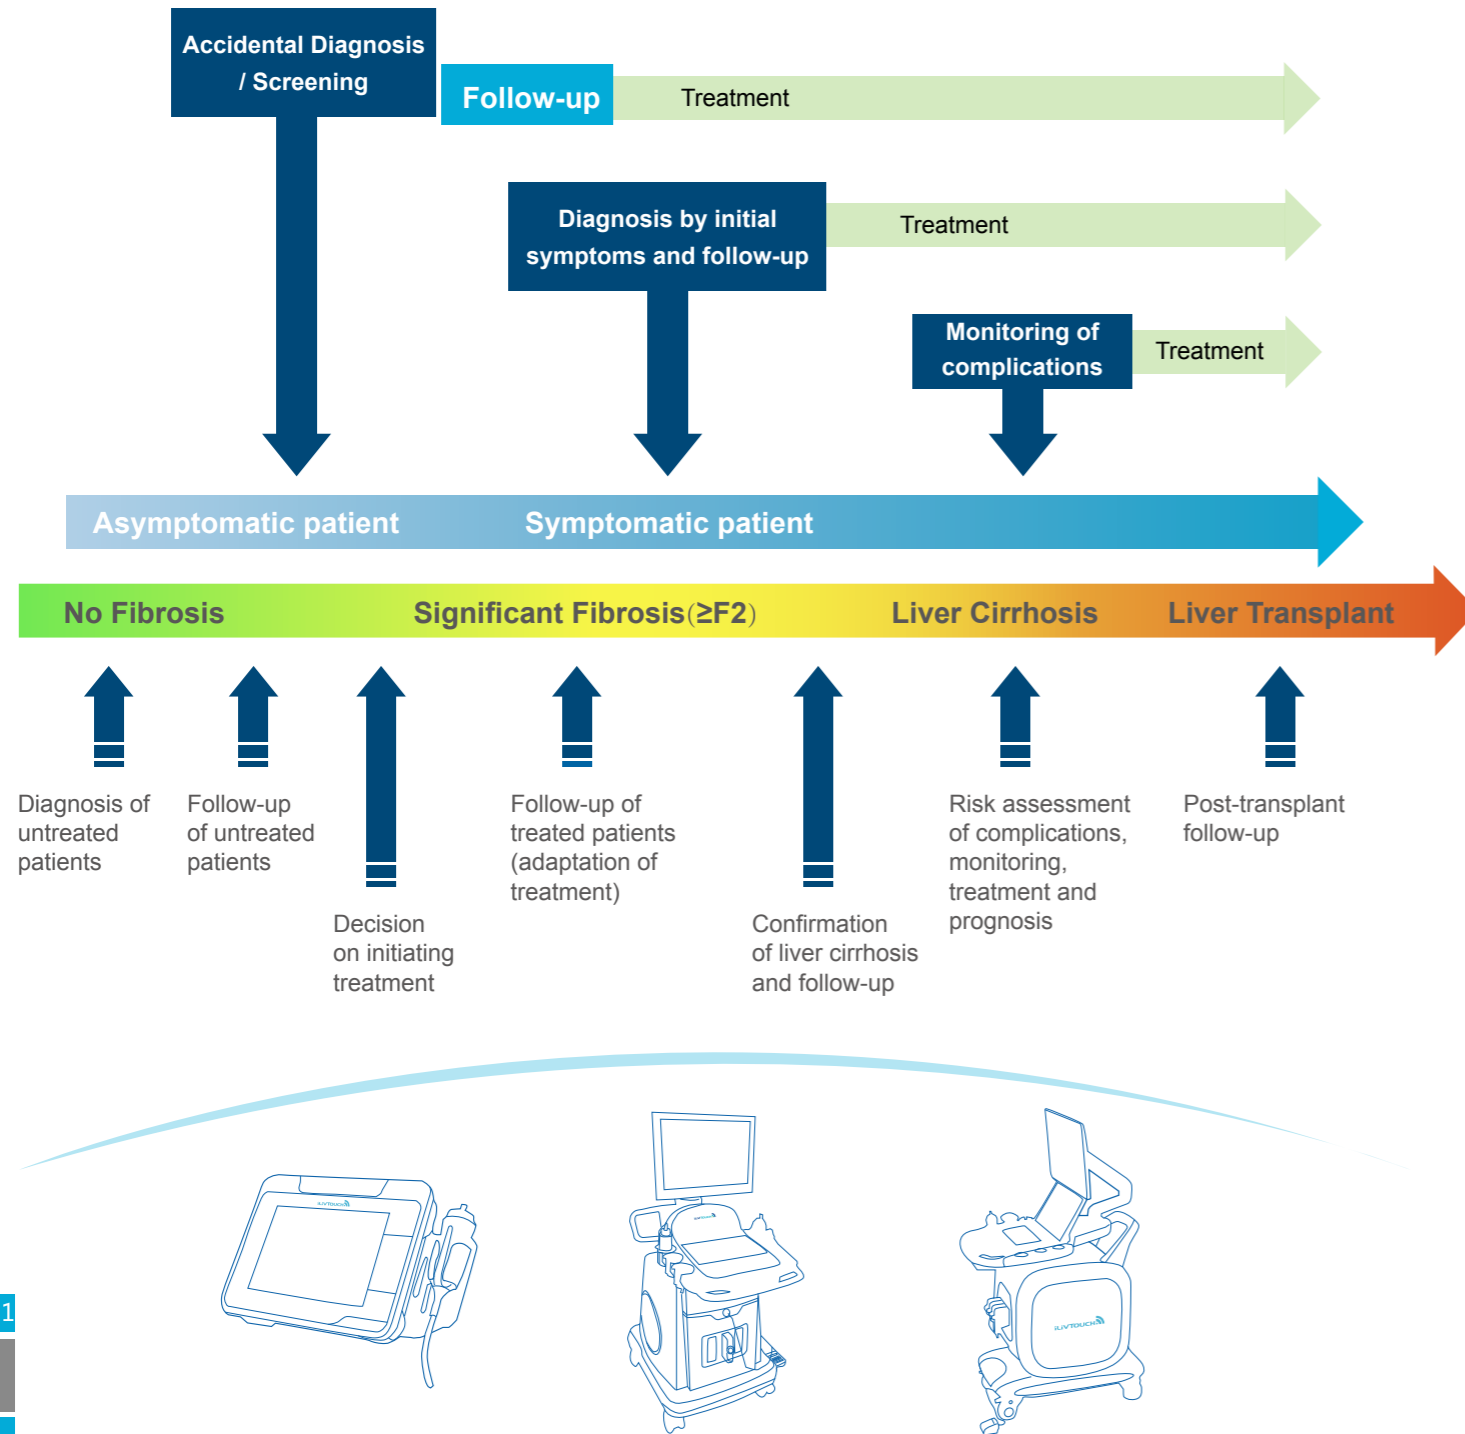 Accidental Diagnosis
/ Screening
Follow-up
Treatment
Diagnosis by initial
symptoms and follow-up
Treatment
Monitoring of
complications
Treatment
Asymptomatic patient
Symptomatic patient
No Fibrosis
Significant Fibrosis(≥F2)
Liver Cirrhosis
Liver Transplant
Diagnosis of
untreated
patients
Follow-up
of untreated
patients
Decision
on initiating
treatment
Follow-up of
treated patients
(adaptation of
treatment)
Confirmation
of liver cirrhosis
and follow-up
Risk assessment
of complications,
monitoring,
treatment and
prognosis
Post-transplant
follow-up
iLIVTOUCH
iLIVTOUCH
1